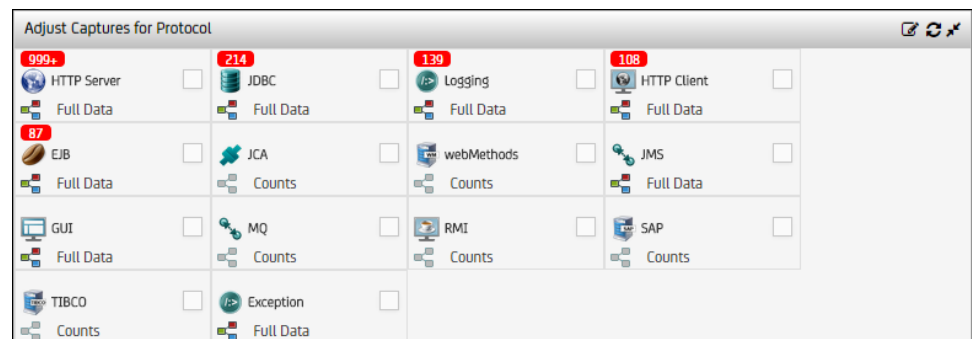 Adjust Captures for Protocol
999+ 214 139 108
HTTP Server JDBC Logging HTTP Client
Full Data Full Data Full Data Full Data
87
EJB JCA webMethods JMS
Full Data Counts Counts Full Data
GUI MQ RMI SAP
Full Data Counts Counts Counts
TIBCO Exception
Counts Full Data